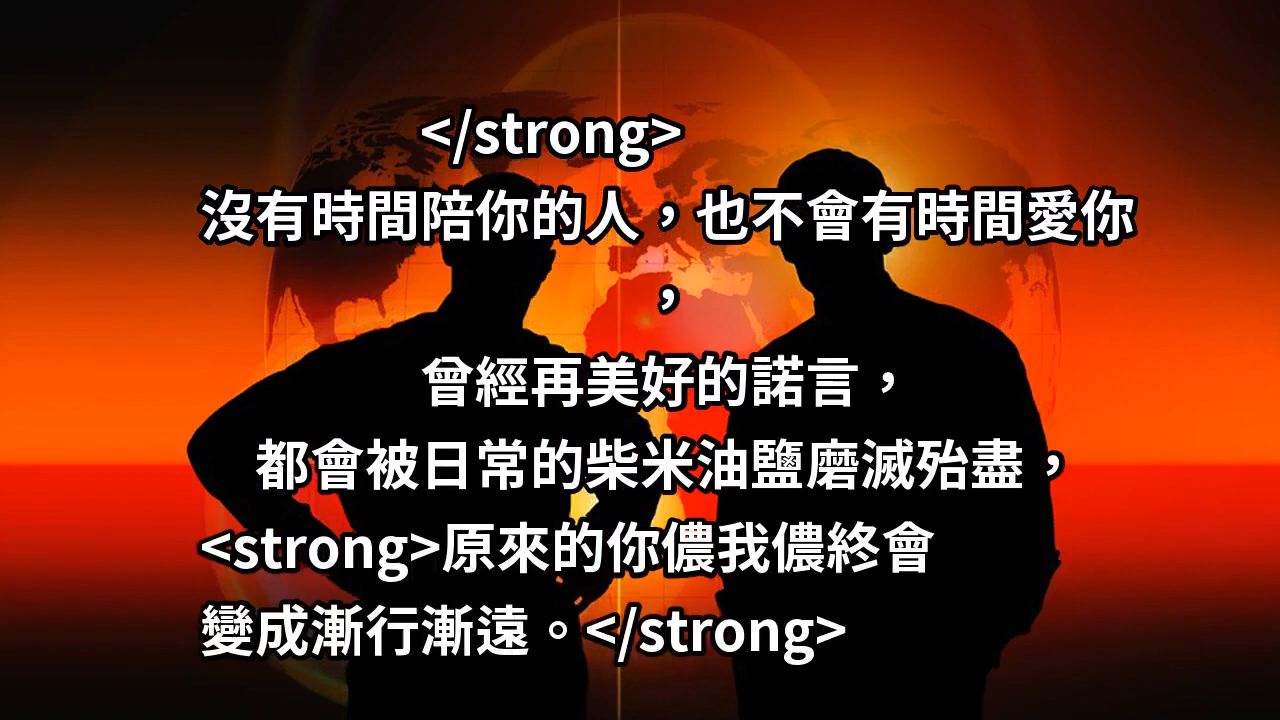 </strong>
沒有時間陪你的人，也不會有時間愛你
，
曾經再美好的諾言，
都會被日常的柴米油鹽磨滅殆盡，
<strong>原來的你儂我儂終會
變成漸行漸遠。</strong>